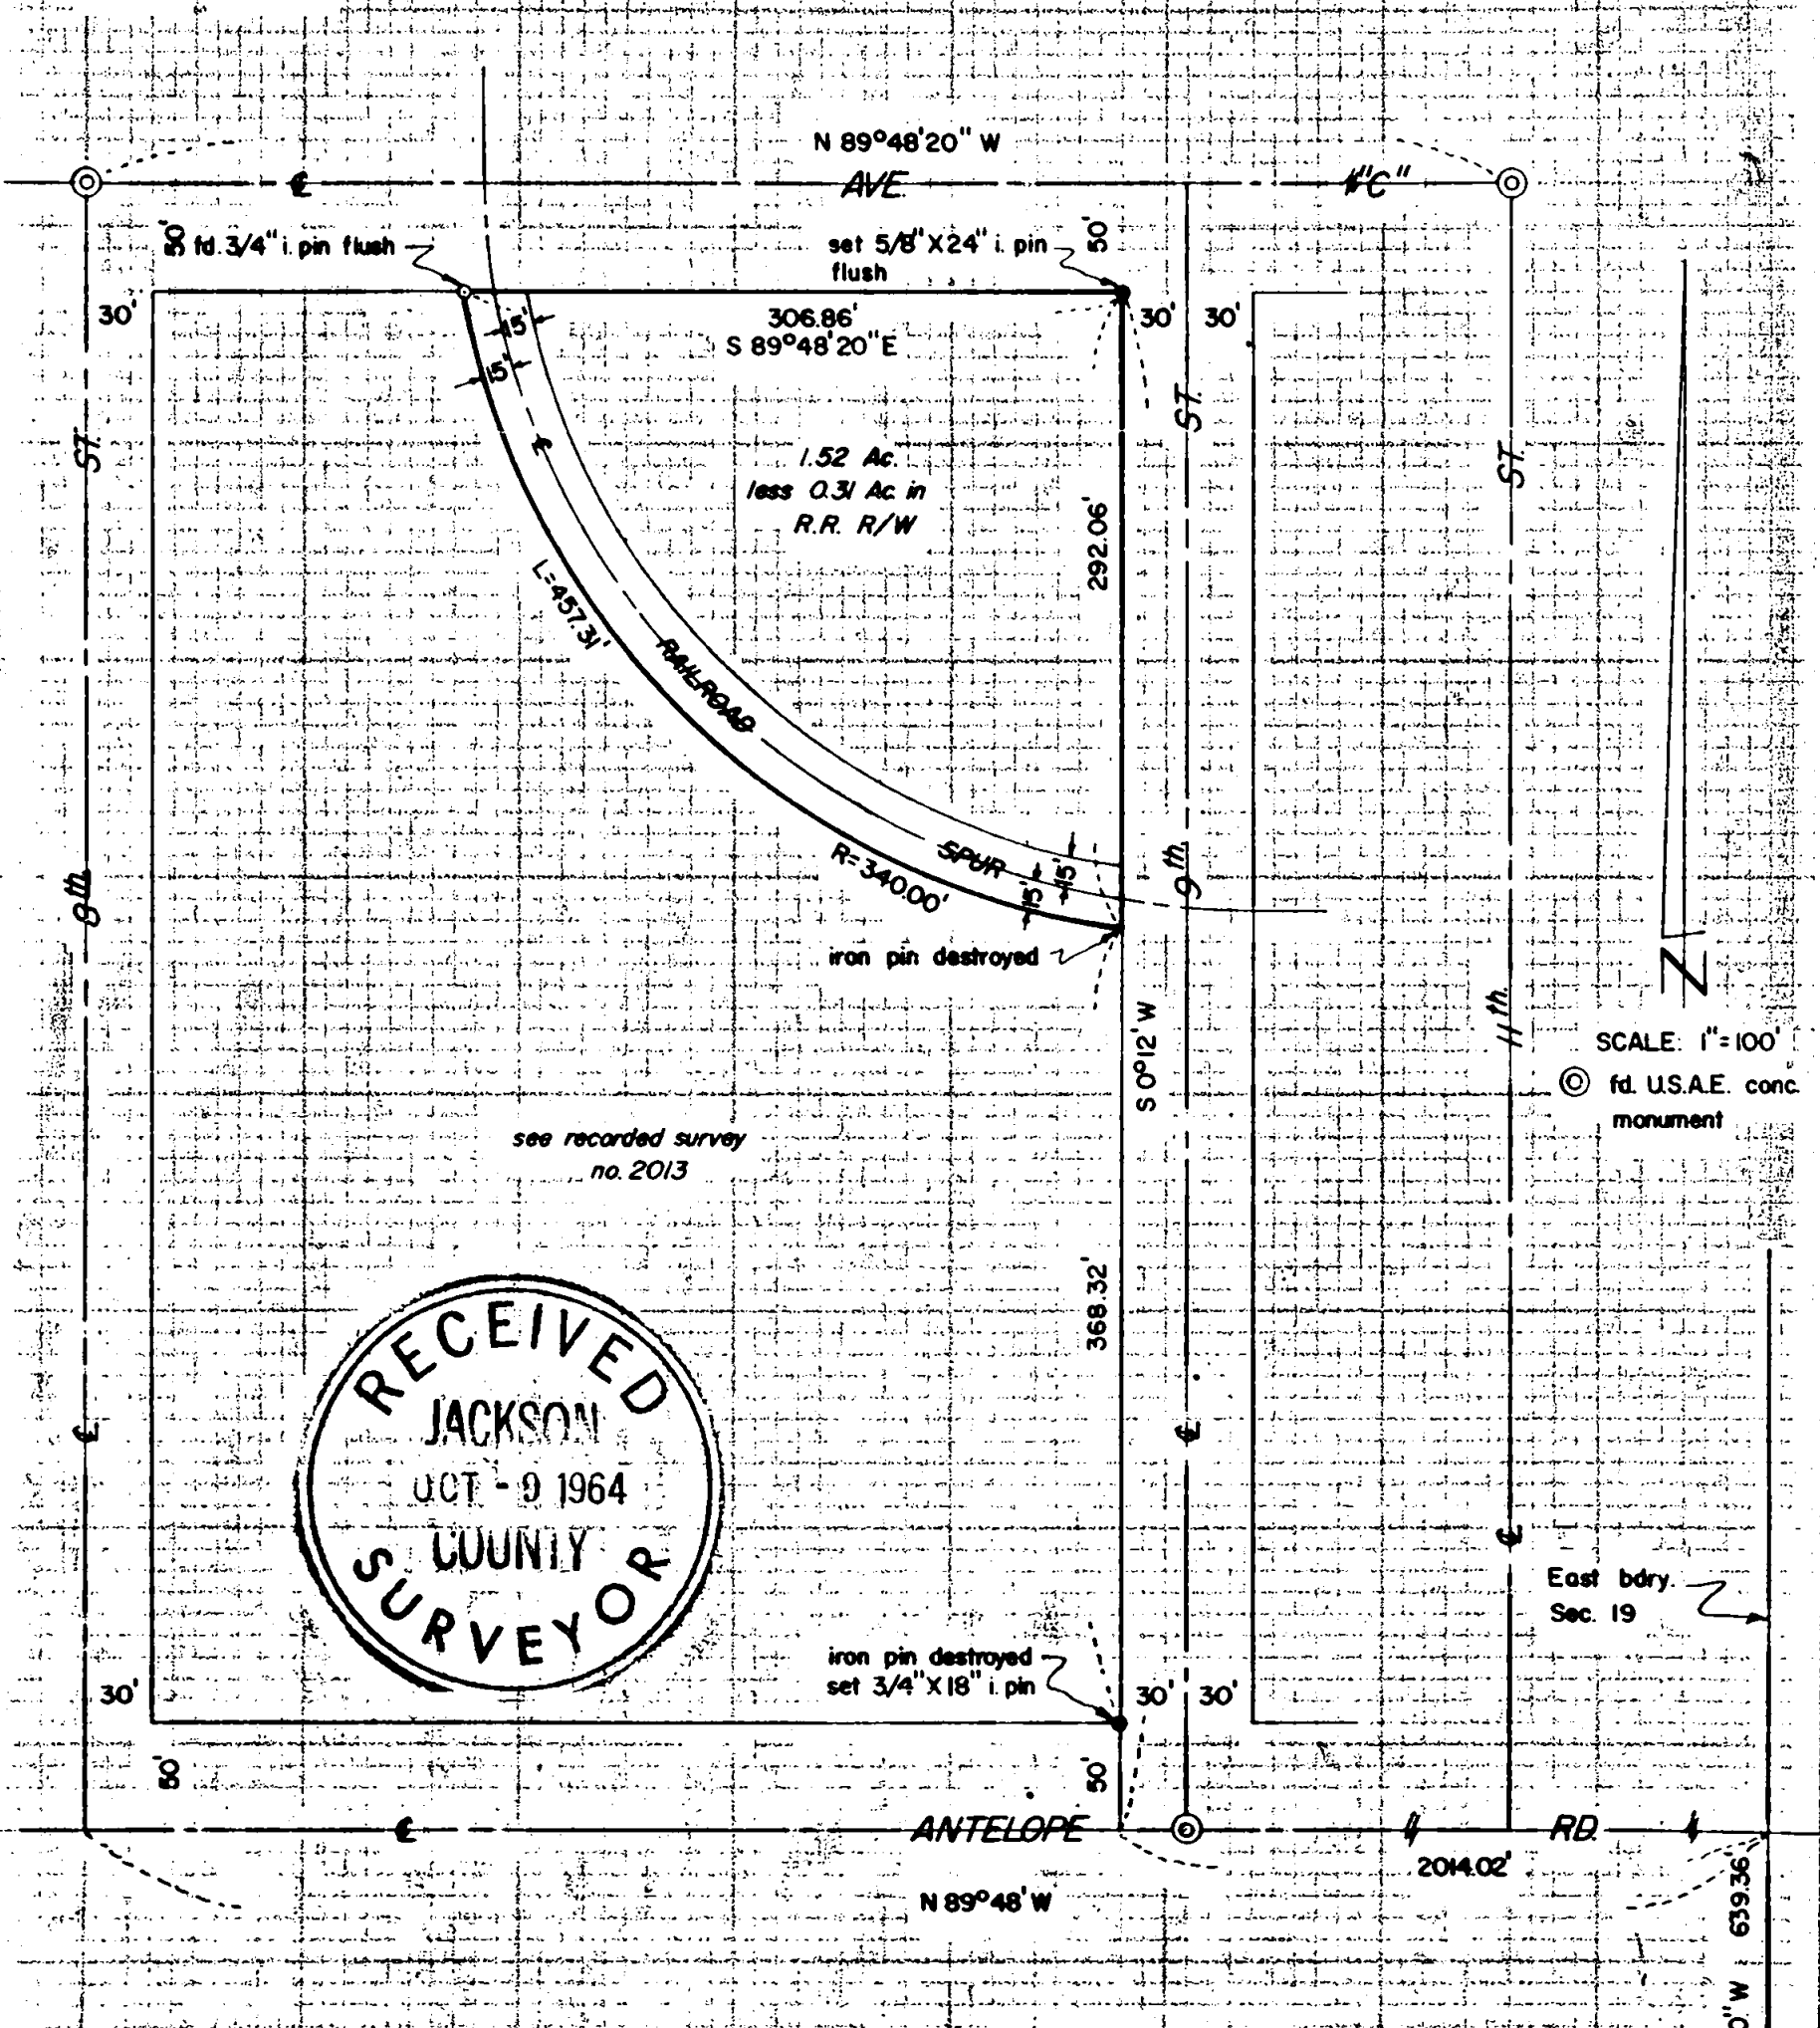 N 89°48'20" W
AVE. "C"
℄
50' fd. 3/4" i. pin flush
set 5/8" X 24" i. pin
flush
50'
30'
30' 30'
15'
15'
306.86'
S 89°48'20" E
ST.
ST.
ST.
℄
1.52 Ac.
less 0.31 Ac. in
R.R. R/W
292.06'
L=457.31'
RAILROAD
SPUR
R=340.00'
15'
15'
8th.
9th.
11th.
iron pin destroyed
S 0°12' W
N
SCALE: 1"=100'
fd. U.S.A.E. conc.
monument
see recorded survey
no. 2013
368.32'
RECEIVED
JACKSON
OCT - 9 1964
COUNTY
SURVEYOR
℄
℄
℄
East bdry.
Sec. 19
iron pin destroyed
set 3/4" X 18" i. pin
30'
30' 30'
50'
50'
℄
ANTELOPE RD.
2014.02'
N 89°48' W
639.36'
0" W